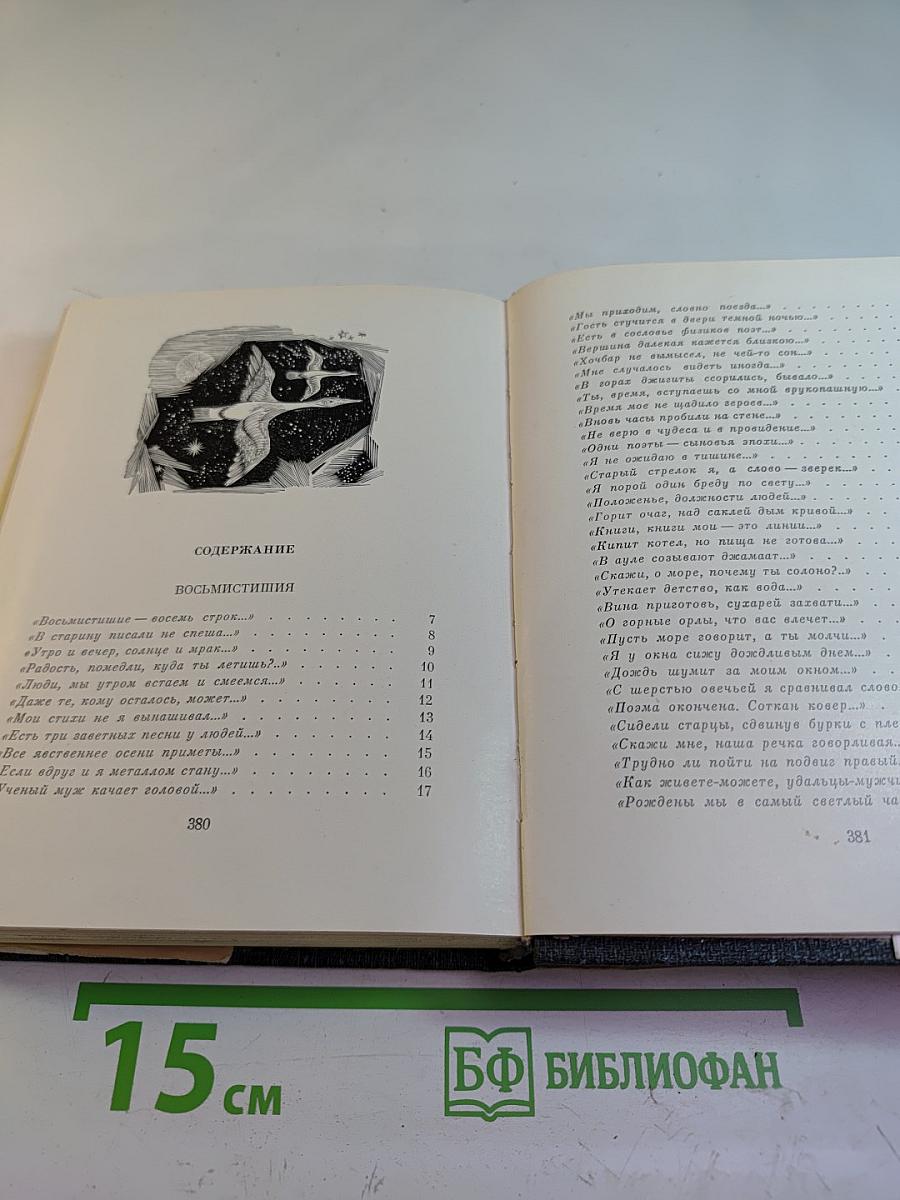 СОДЕРЖАНИЕ
ВОСЬМИСТИШИЯ
«Восьмистишие — восемь строк...» . . . . . . . . 7
«В старину писали не спеша...» . . . . . . . . 8
«Утро и вечер, солнце и мрак...» . . . . . . . . 9
«Радость, помедли, куда ты летишь?..» . . . . . . 10
«Люди, мы утром встаем и смеемся...» . . . . . . 11
«Даже те, кому осталось, может...» . . . . . . . 12
«Мои стихи не я вынашивал...» . . . . . . . . 13
«Есть три заветных песни у людей...» . . . . . . 14
«Все явственнее осени приметы...» . . . . . . . 15
Если вдруг и я металлом стану...» . . . . . . . 16
Ученый муж качает головой...» . . . . . . . . 17
380
«Мы приходим, словно поезда...» . . . . . . .
«Гость стучится в двери темной ночью...» . . . .
«Есть в сословье физиков поэт...» . . . . . .
«Вершина далекая кажется близкою...» . . . . .
«Хочбар не вымысел, не чей-то сон...» . . . .
«Мне случалось видеть иногда...» . . . . . .
«В горах джигиты ссорились, бывало...» . . . .
«Ты, время, вступаешь со мной врукопашную...» .
«Время мое не щадило героев...» . . . . . .
«Вновь часы пробили на стене...» . . . . . .
«Не верю в чудеса и в провидение...» . . . . .
«Одни поэты — сыновья эпохи...» . . . . . .
«Я не ожидаю в тишине...» . . . . . . .
«Старый стрелок я, а слово — зверек...» . .
«Я порой один бреду по свету...» . . . . .
«Положенье, должности людей...» . . . . .
«Горит очаг, над саклей дым кривой...» . . .
«Книги, книги мои — это линии...» . . . .
«Кипит котел, но пища не готова...» . . .
«В ауле созывают джамаат...» . . . . . .
«Скажи, о море, почему ты солоно?..» . . .
«Утекает детство, как вода...» . . . . .
«Вина приготовь, сухарей захвати...» . .
«О горные орлы, что вас влечет...» . . .
«Пусть море говорит, а ты молчи...» . .
«Я у окна сижу дождливым днем...» . .
«Дождь шумит за моим окном...» . . .
«С шерстью овечьей я сравнивал слово
«Поэма окончена. Соткан ковер...» . .
«Сидели старцы, сдвинув бурки с пле
«Скажи мне, наша речка говорливая..
«Трудно ли пойти на подвиг правый.
«Как живете-можете, удальцы-мужчи
«Рождены мы в самый светлый ча
381
15 см
БФ БИБЛИОФАН